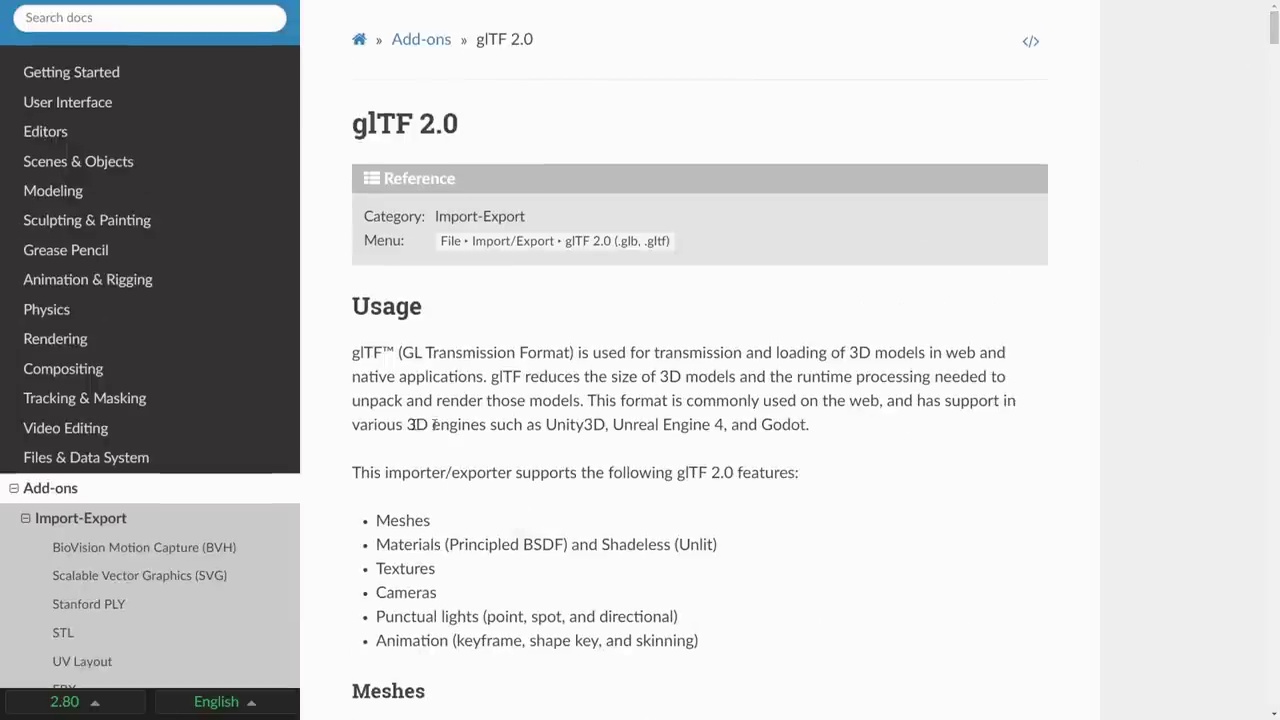 Search docs
Getting Started
User Interface
Editors
Scenes & Objects
Modeling
Sculpting & Painting
Grease Pencil
Animation & Rigging
Physics
Rendering
Compositing
Tracking & Masking
Video Editing
Files & Data System
Add-ons
Import-Export
BioVision Motion Capture (BVH)
Scalable Vector Graphics (SVG)
Stanford PLY
STL
UV Layout
FBX
2.80
English
» Add-ons » glTF 2.0
</>
glTF 2.0
Reference
Category: Import-Export
Menu: File ‣ Import/Export ‣ glTF 2.0 (.glb, .gltf)
Usage
glTF™ (GL Transmission Format) is used for transmission and loading of 3D models in web and
native applications. glTF reduces the size of 3D models and the runtime processing needed to
unpack and render those models. This format is commonly used on the web, and has support in
various 3D engines such as Unity3D, Unreal Engine 4, and Godot.
This importer/exporter supports the following glTF 2.0 features:
• Meshes
• Materials (Principled BSDF) and Shadeless (Unlit)
• Textures
• Cameras
• Punctual lights (point, spot, and directional)
• Animation (keyframe, shape key, and skinning)
Meshes